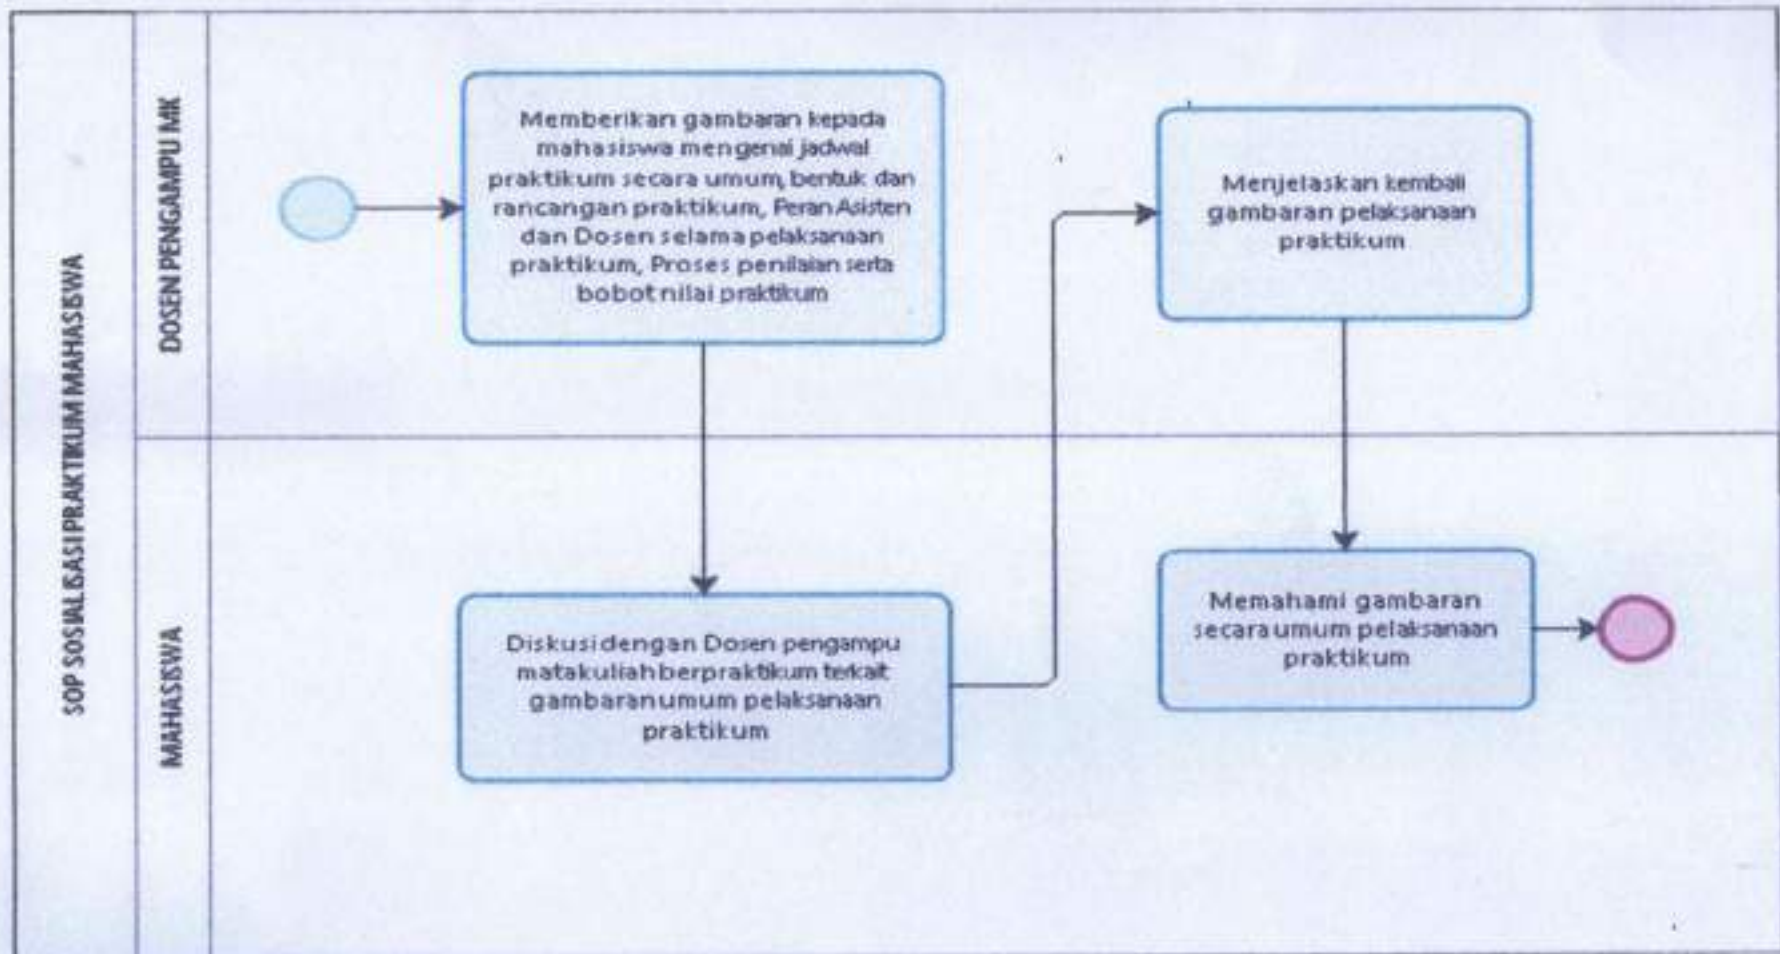 SOP SOSIALISASI PRAKTIKUM MAHASISWA
DOSEN PENGAMPU MK
Memberikan gambaran kepada
mahasiswa mengenai jadwal
praktikum secara umum, bentuk dan
rancangan praktikum, Peran Asisten
dan Dosen selama pelaksanaan
praktikum, Proses penilaian serta
bobot nilai praktikum
Menjelaskan kembali
gambaran pelaksanaan
praktikum
MAHASISWA
Diskusi dengan Dosen pengampu
matakuliah berpraktikum terkait
gambaran umum pelaksanaan
praktikum
Memahami gambaran
secara umum pelaksanaan
praktikum